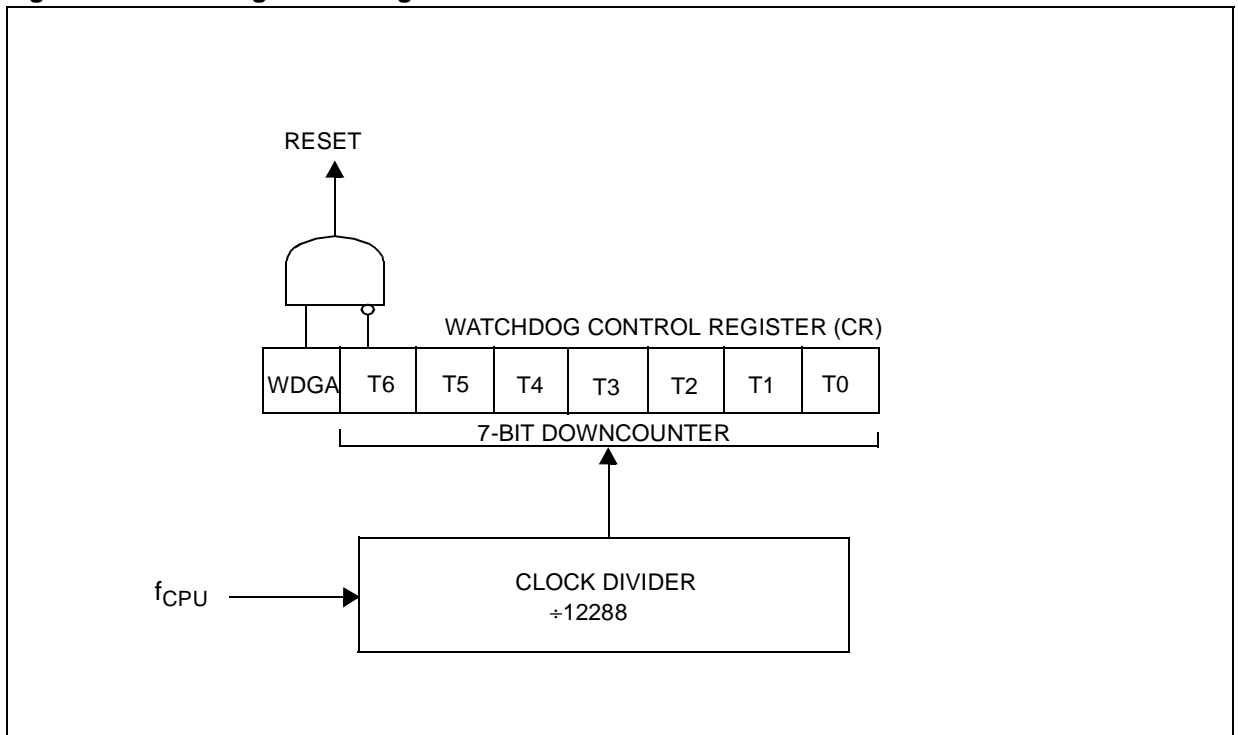 RESET
WATCHDOG CONTROL REGISTER (CR)
WDGA T6 T5 T4 T3 T2 T1 T0
7-BIT DOWNCOUNTER
fCPU
CLOCK DIVIDER
÷12288